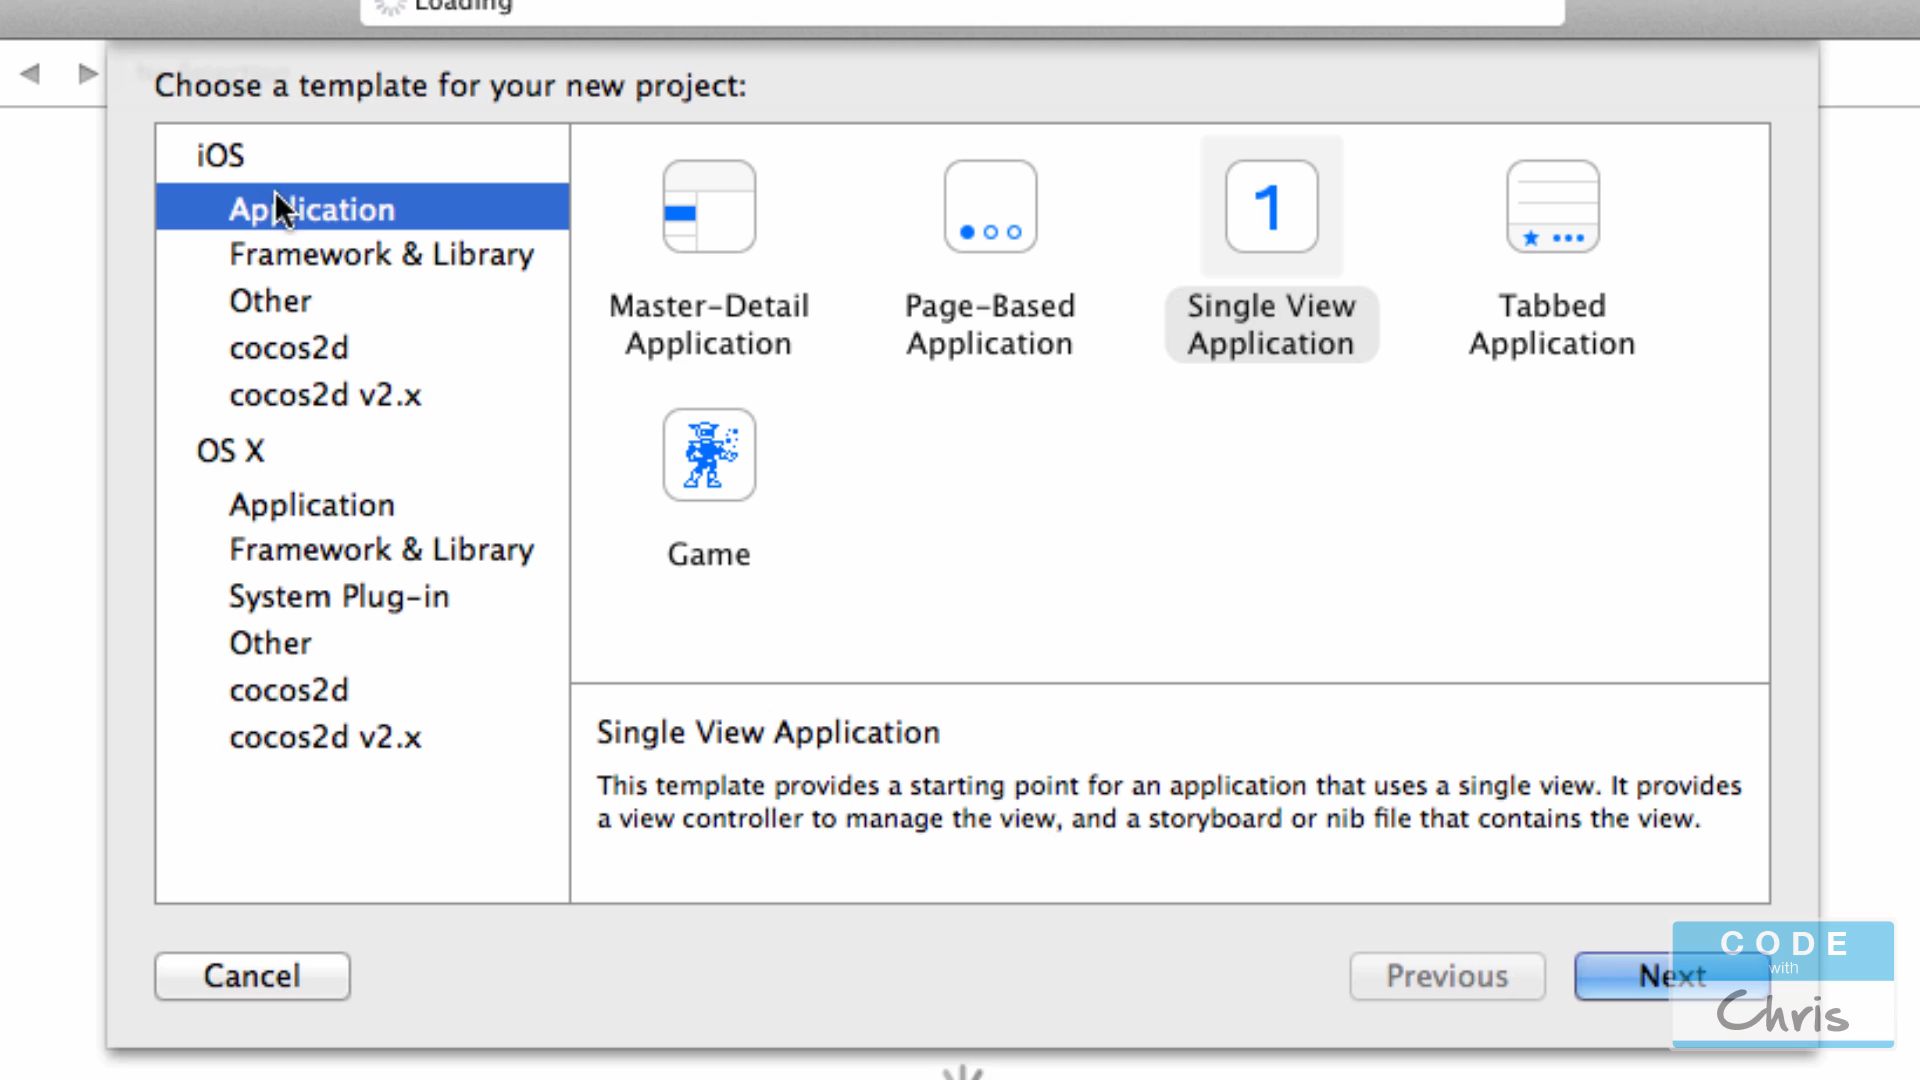 Loading
Choose a template for your new project:
iOS
Application
Framework & Library
Other
cocos2d
cocos2d v2.x
OS X
Application
Framework & Library
System Plug-in
Other
cocos2d
cocos2d v2.x
Master-Detail
Application
Page-Based
Application
1
Single View
Application
Tabbed
Application
Game
Single View Application
This template provides a starting point for an application that uses a single view. It provides
a view controller to manage the view, and a storyboard or nib file that contains the view.
Cancel
Previous
Next
CODE
with
Chris